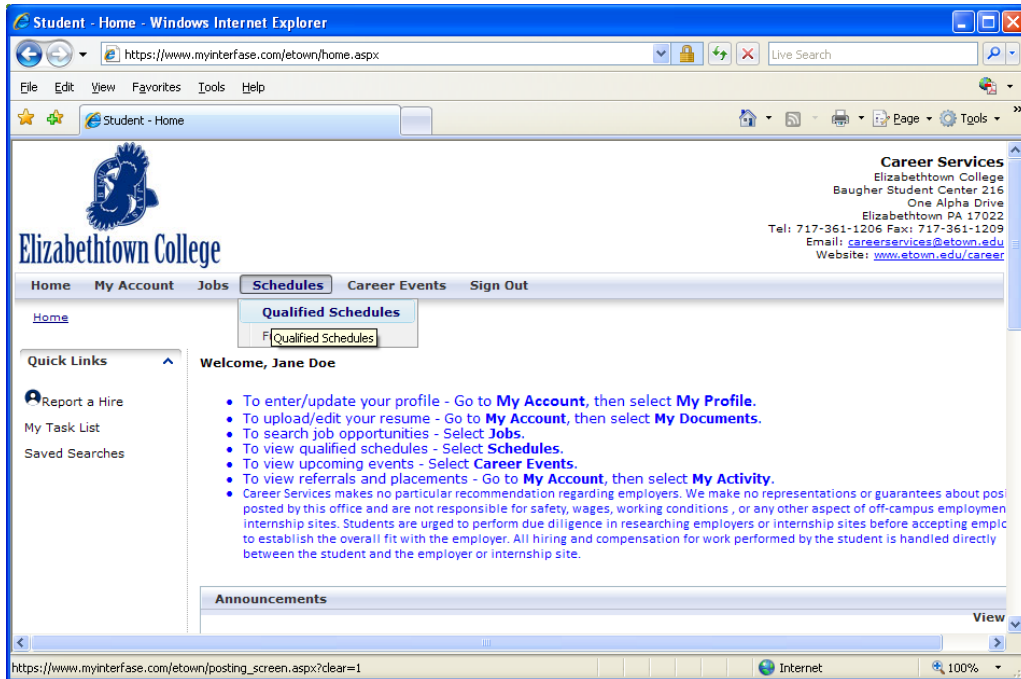 Student - Home - Windows Internet Explorer
https://www.myinterfase.com/etown/home.aspx
Live Search
File Edit View Favorites Tools Help
Student - Home
Page Tools
BLUE JAYS
Elizabethtown College
Career Services
Elizabethtown College
Baugher Student Center 216
One Alpha Drive
Elizabethtown PA 17022
Tel: 717-361-1206 Fax: 717-361-1209
Email: careerservices@etown.edu
Website: www.etown.edu/career
Home My Account Jobs Schedules Career Events Sign Out
Qualified Schedules
Qualified Schedules
Home
Quick Links
Report a Hire
My Task List
Saved Searches
Welcome, Jane Doe
• To enter/update your profile - Go to My Account, then select My Profile.
• To upload/edit your resume - Go to My Account, then select My Documents.
• To search job opportunities - Select Jobs.
• To view qualified schedules - Select Schedules.
• To view upcoming events - Select Career Events.
• To view referrals and placements - Go to My Account, then select My Activity.
• Career Services makes no particular recommendation regarding employers. We make no representations or guarantees about posi
posted by this office and are not responsible for safety, wages, working conditions , or any other aspect of off-campus employmen
internship sites. Students are urged to perform due diligence in researching employers or internship sites before accepting emplo
to establish the overall fit with the employer. All hiring and compensation for work performed by the student is handled directly
between the student and the employer or internship site.
Announcements
View
https://www.myinterfase.com/etown/posting_screen.aspx?clear=1
Internet
100%